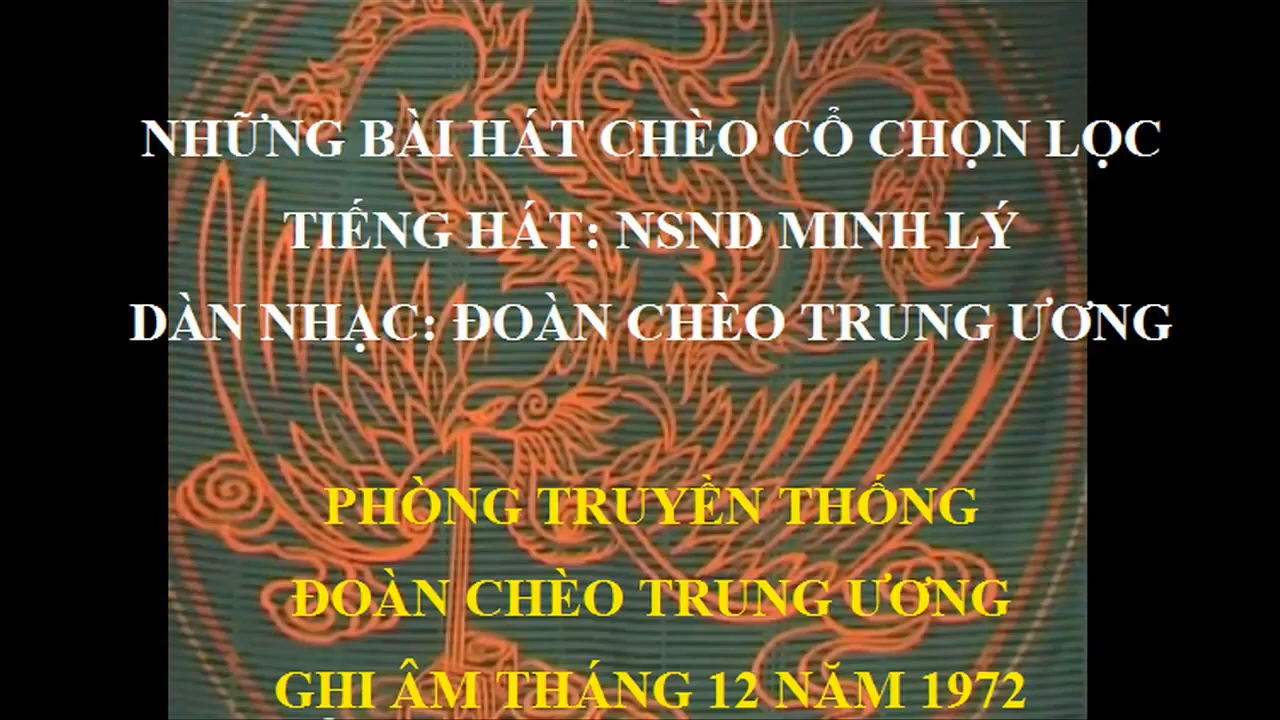 NHỮNG BÀI HÁT CHÈO CỔ CHỌN LỌC
TIẾNG HÁT: NSND MINH LÝ
DÀN NHẠC: ĐOÀN CHÈO TRUNG ƯƠNG
PHÒNG TRUYỀN THỐNG
ĐOÀN CHÈO TRUNG ƯƠNG
GHI ÂM THÁNG 12 NĂM 1972